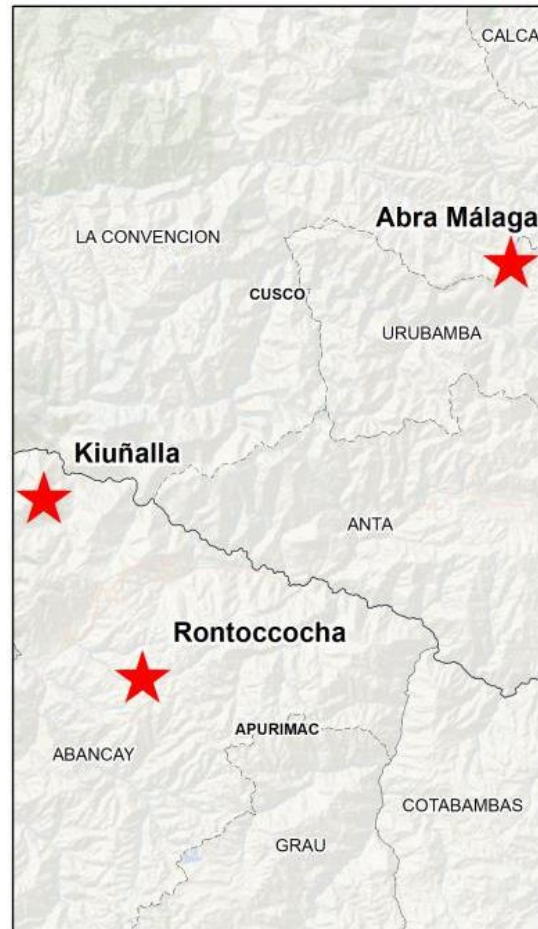 CALCA
Abra Málaga
LA CONVENCION
CUSCO
URUBAMBA
Kiuñalla
ANTA
Rontoccocha
APURIMAC
ABANCAY
COTABAMBAS
GRAU